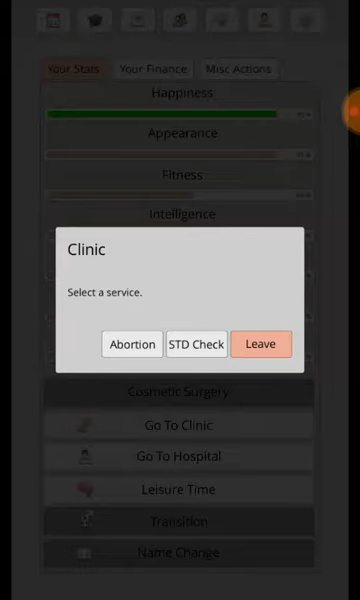 Your Stats Your Finance Misc Actions
Happiness
Appearance
Fitness
Intelligence
Clinic
Select a service.
Abortion STD Check Leave
Cosmetic Surgery
Go To Clinic
Go To Hospital
Leisure Time
Transition
Name Change